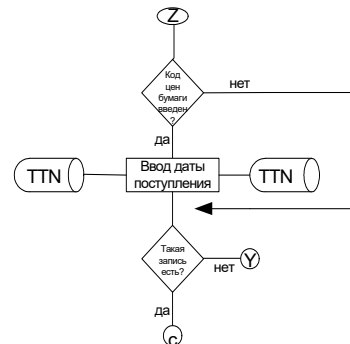 Z
Код
цен
бумаги
введен
?
нет
да
TTN
Ввод даты
поступления
TTN
Такая
запись
есть?
нет
Y
да
c